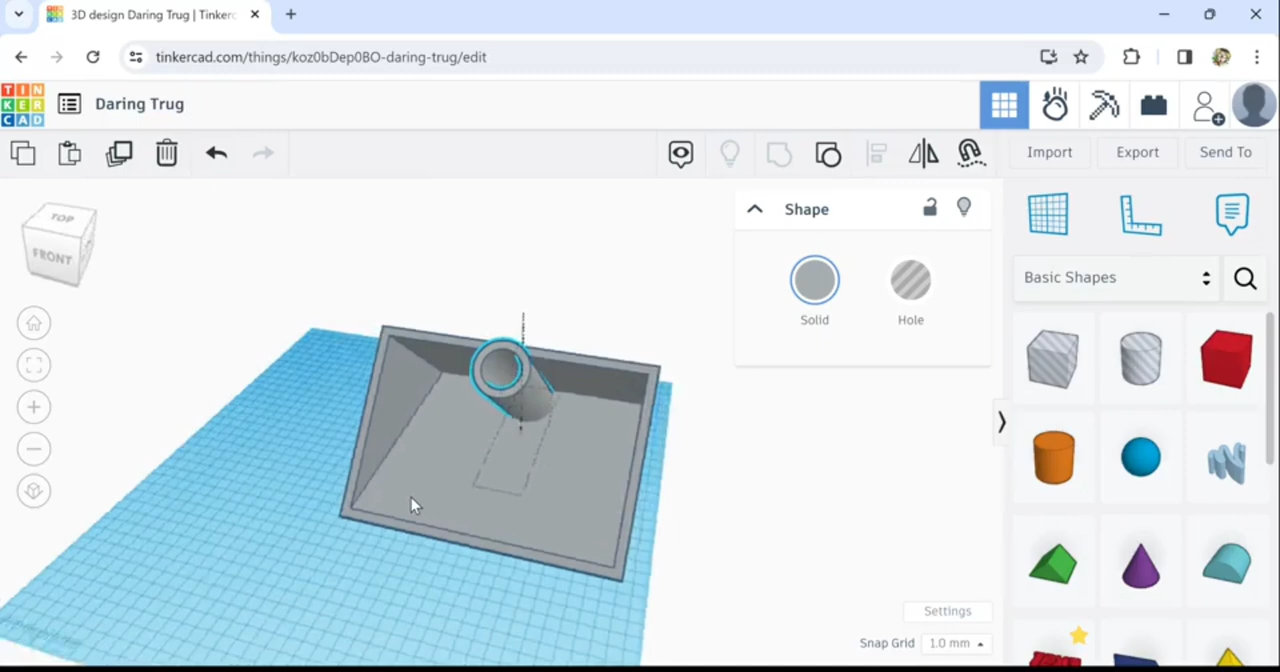 3D design Daring Trug | Tinkerc
tinkercad.com/things/koz0bDep0BO-daring-trug/edit
TIN
KER
CAD
Daring Trug
Import
Export
Send To
TOP
FRONT
Shape
Solid
Hole
Basic Shapes
Settings
Snap Grid
1.0 mm